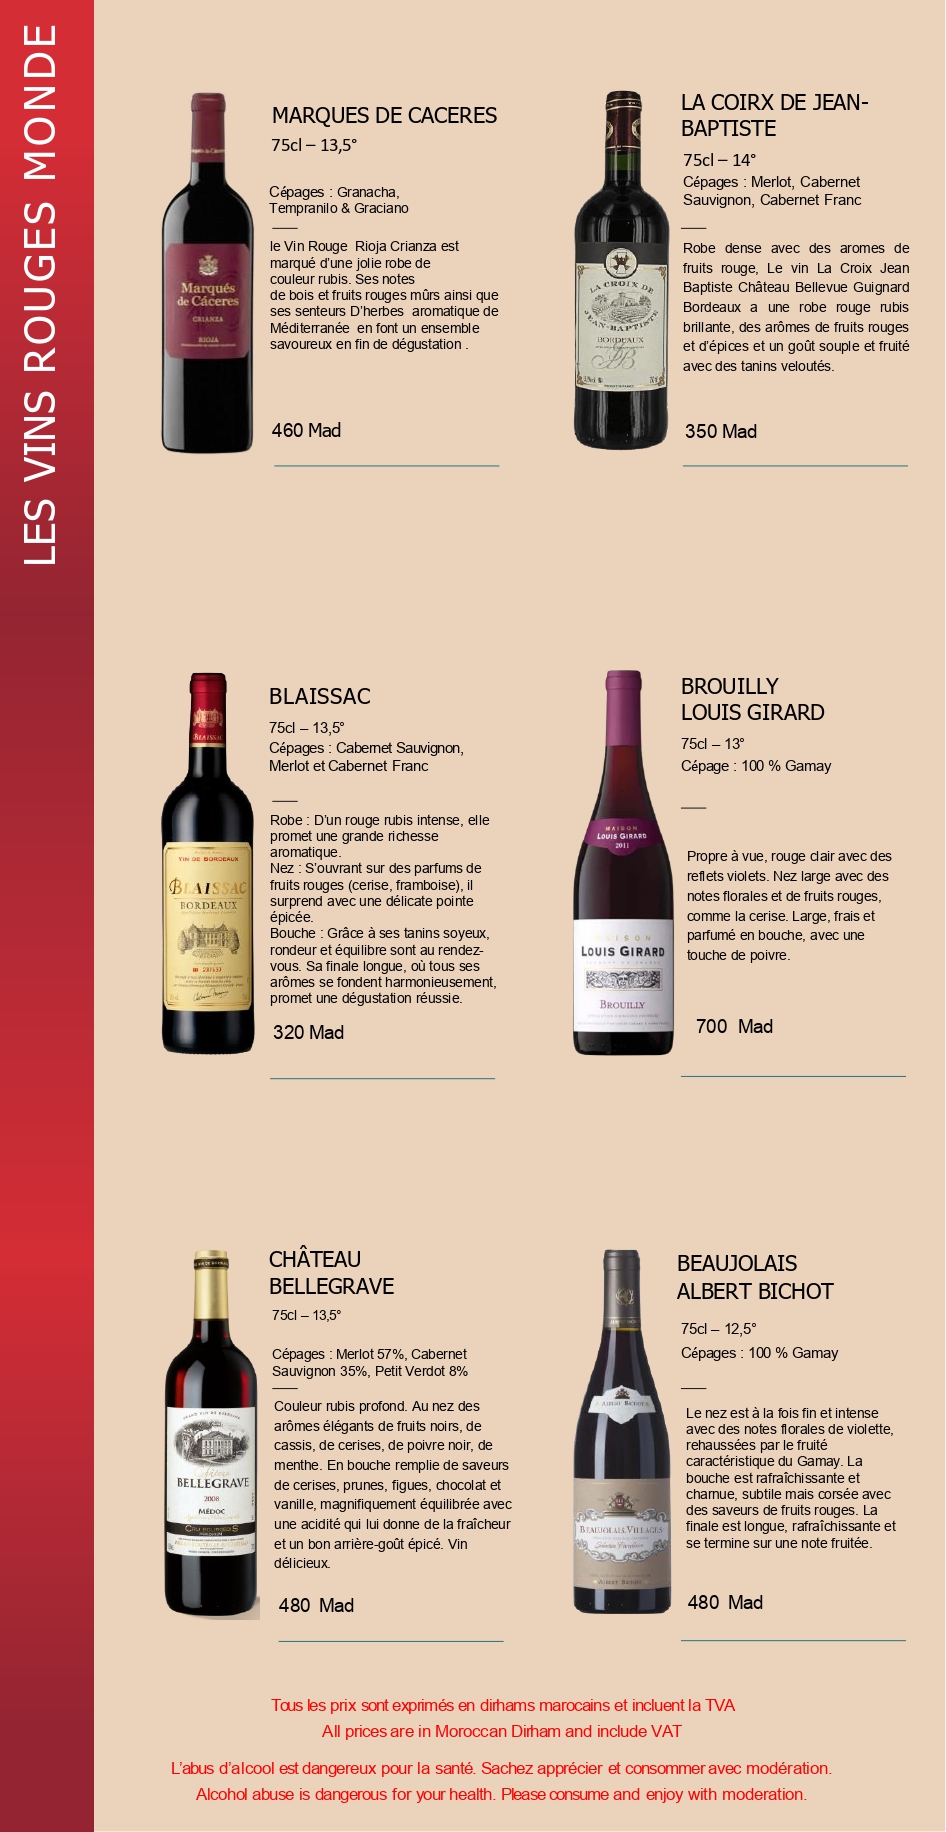 LES VINS ROUGES MONDE
MARQUES DE CACERES
75cl – 13,5°
Cépages : Granacha,
Tempranilo & Graciano
le Vin Rouge Rioja Crianza est
marqué d’une jolie robe de
couleur rubis. Ses notes
de bois et fruits rouges mûrs ainsi que
ses senteurs D’herbes aromatique de
Méditerranée en font un ensemble
savoureux en fin de dégustation .
460 Mad
Marqués
de Cáceres
CRIANZA
RIOJA
LA COIRX DE JEAN-
BAPTISTE
75cl – 14°
Cépages : Merlot, Cabernet
Sauvignon, Cabernet Franc
Robe dense avec des aromes de
fruits rouge, Le vin La Croix Jean
Baptiste Château Bellevue Guignard
Bordeaux a une robe rouge rubis
brillante, des arômes de fruits rouges
et d’épices et un goût souple et fruité
avec des tanins veloutés.
350 Mad
LA CROIX DE
JEAN-BAPTISTE
BORDEAUX
BLAISSAC
75cl – 13,5°
Cépages : Cabernet Sauvignon,
Merlot et Cabernet Franc
Robe : D’un rouge rubis intense, elle
promet une grande richesse
aromatique.
Nez : S’ouvrant sur des parfums de
fruits rouges (cerise, framboise), il
surprend avec une délicate pointe
épicée.
Bouche : Grâce à ses tanins soyeux,
rondeur et équilibre sont au rendez-
vous. Sa finale longue, où tous ses
arômes se fondent harmonieusement,
promet une dégustation réussie.
320 Mad
BLAISSAC
VIN DE BORDEAUX
BLAISSAC
BORDEAUX
BROUILLY
LOUIS GIRARD
75cl – 13°
Cépage : 100 % Gamay
Propre à vue, rouge clair avec des
reflets violets. Nez large avec des
notes florales et de fruits rouges,
comme la cerise. Large, frais et
parfumé en bouche, avec une
touche de poivre.
700 Mad
MAISON
LOUIS GIRARD
2011
MAISON
LOUIS GIRARD
BROUILLY
CHÂTEAU
BELLEGRAVE
75cl – 13,5°
Cépages : Merlot 57%, Cabernet
Sauvignon 35%, Petit Verdot 8%
Couleur rubis profond. Au nez des
arômes élégants de fruits noirs, de
cassis, de cerises, de poivre noir, de
menthe. En bouche remplie de saveurs
de cerises, prunes, figues, chocolat et
vanille, magnifiquement équilibrée avec
une acidité qui lui donne de la fraîcheur
et un bon arrière-goût épicé. Vin
délicieux.
480 Mad
GRAND VIN DE BORDEAUX
Château
BELLEGRAVE
2008
MÉDOC
CRU BOURGEOIS
BEAUJOLAIS
ALBERT BICHOT
75cl – 12,5°
Cépages : 100 % Gamay
Le nez est à la fois fin et intense
avec des notes florales de violette,
rehaussées par le fruité
caractéristique du Gamay. La
bouche est rafraîchissante et
charnue, subtile mais corsée avec
des saveurs de fruits rouges. La
finale est longue, rafraîchissante et
se termine sur une note fruitée.
480 Mad
ALBERT BICHOT
BEAUJOLAIS-VILLAGES
ALBERT BICHOT
Tous les prix sont exprimés en dirhams marocains et incluent la TVA
All prices are in Moroccan Dirham and include VAT
L’abus d’alcool est dangereux pour la santé. Sachez apprécier et consommer avec modération.
Alcohol abuse is dangerous for your health. Please consume and enjoy with moderation.